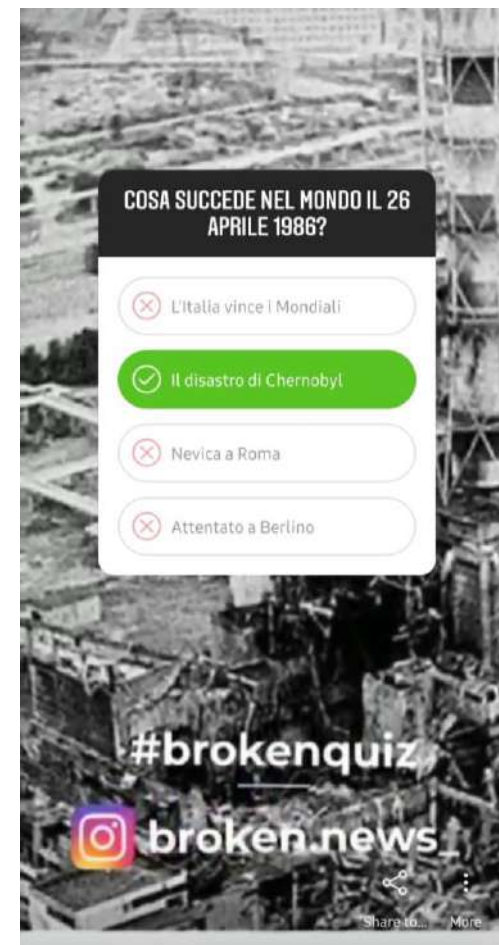 COSA SUCCEDE NEL MONDO IL 26
APRILE 1986?
L'Italia vince i Mondiali
Il disastro di Chernobyl
Nevica a Roma
Attentato a Berlino
#brokenquiz
broken.news_
Share to... More